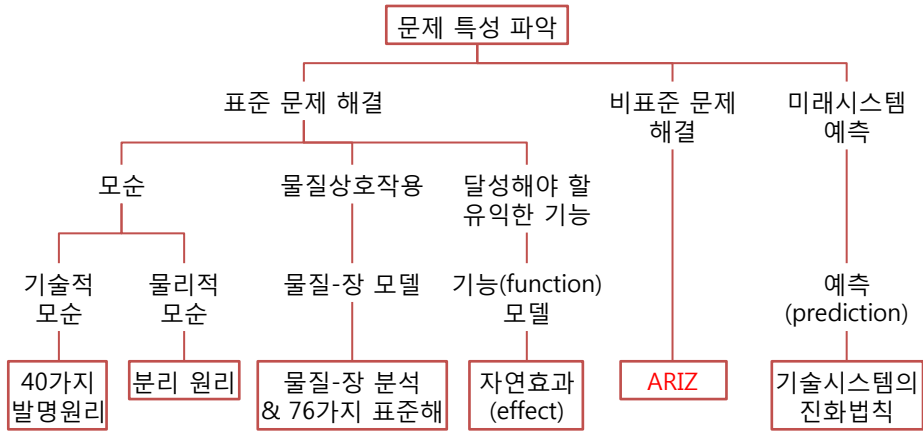 문제 특성 파악
표준 문제 해결
비표준 문제
해결
미래시스템
예측
모순
물질상호작용
달성해야 할
유익한 기능
기술적
모순
물리적
모순
물질-장 모델
기능(function)
모델
예측
(prediction)
40가지
발명원리
분리 원리
물질-장 분석
& 76가지 표준해
자연효과
(effect)
ARIZ
기술시스템의
진화법칙